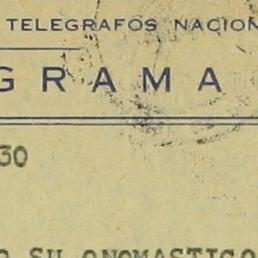 TELEGRAFOS NACION
GRAMA
30
O SU ONOMASTICO